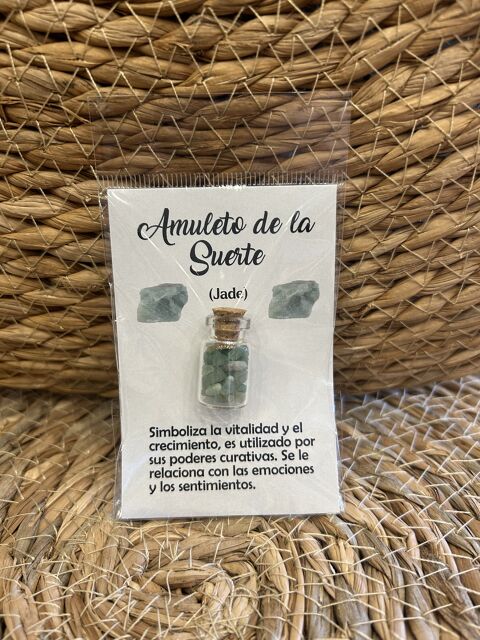 Amuleto de la
Suerte
(Jade)
Simboliza la vitalidad y el
crecimiento, es utilizado por
sus poderes curativas. Se le
relaciona con las emociones
y los sentimientos.